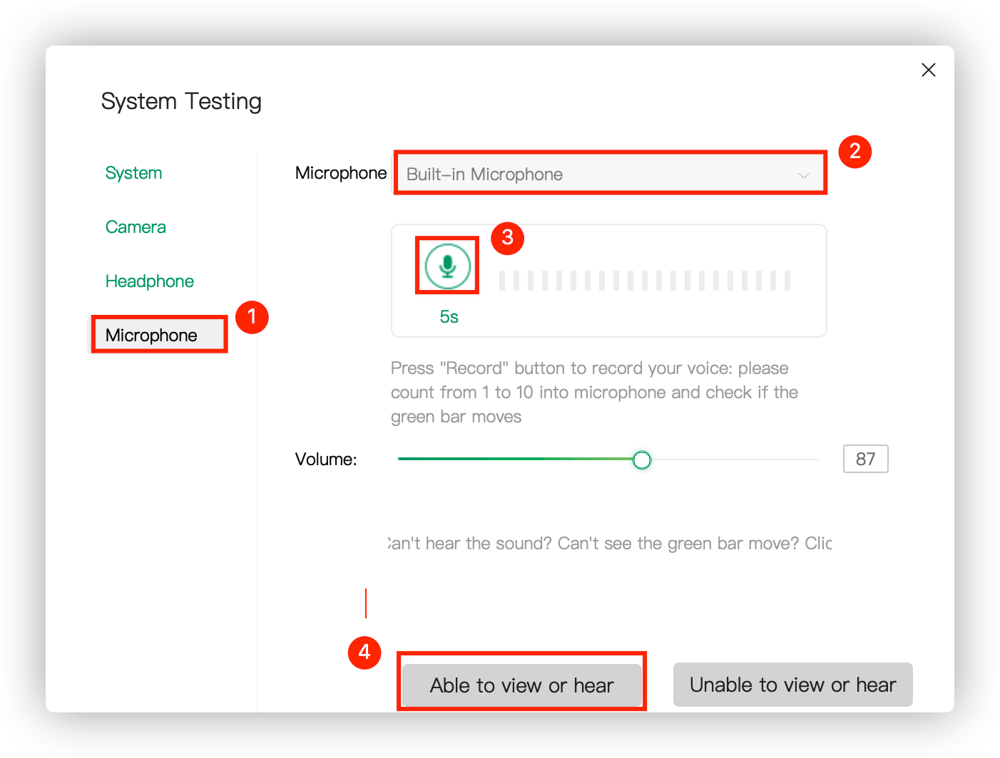 System Testing
System
Camera
Headphone
Microphone
1
Microphone
Built-in Microphone
2
3
5s
Press "Record" button to record your voice: please
count from 1 to 10 into microphone and check if the
green bar moves
Volume:
87
Can't hear the sound? Can't see the green bar move? Clic
4
Able to view or hear
Unable to view or hear